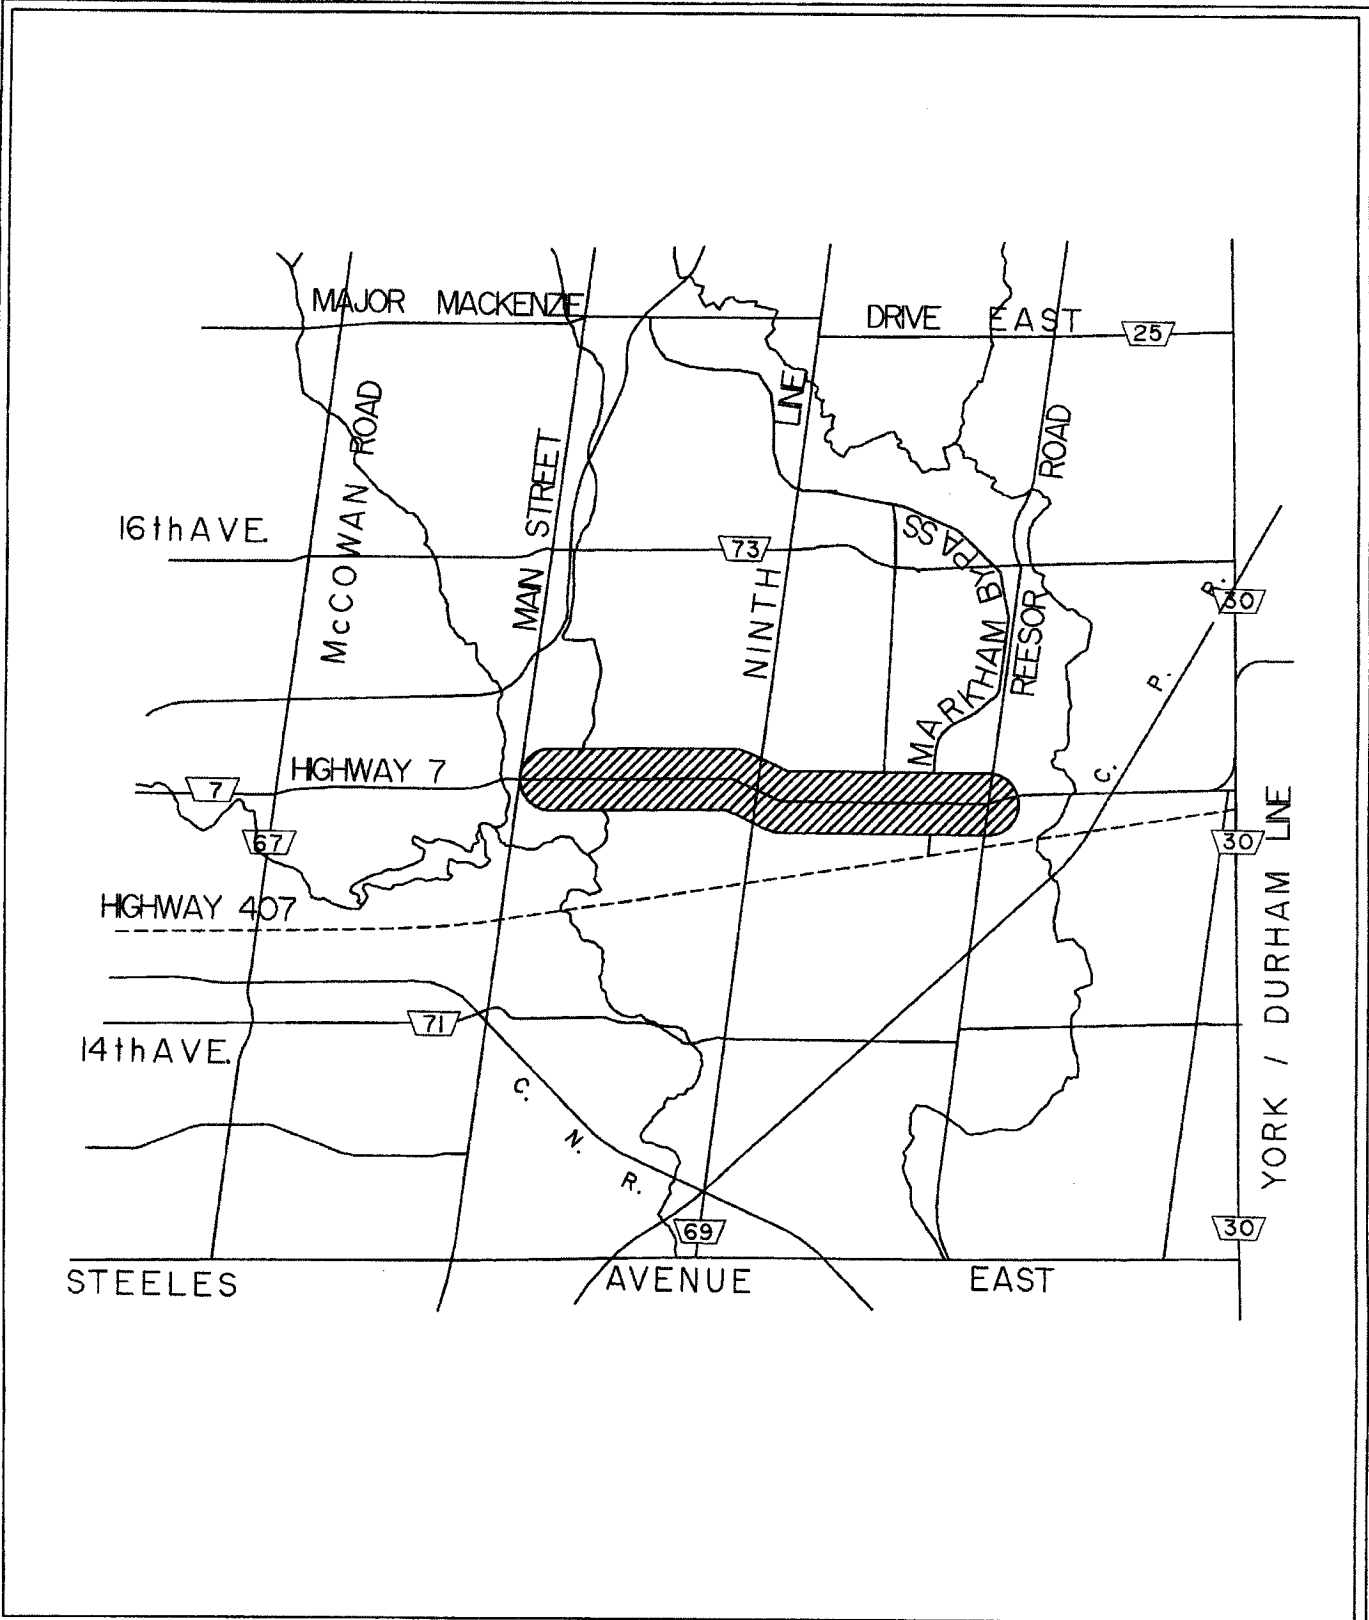 MAJOR MACKENZIE DRIVE EAST
25
McCOWAN ROAD
MAIN STREET
NINTH LINE
ROAD
REESOR
16th AVE.
73
MARKHAM BYPASS
C. P. R.
30
HIGHWAY 7
7
67
30
HIGHWAY 407
YORK / DURHAM LINE
71
14th AVE.
C. N. R.
69
30
STEELES AVENUE EAST